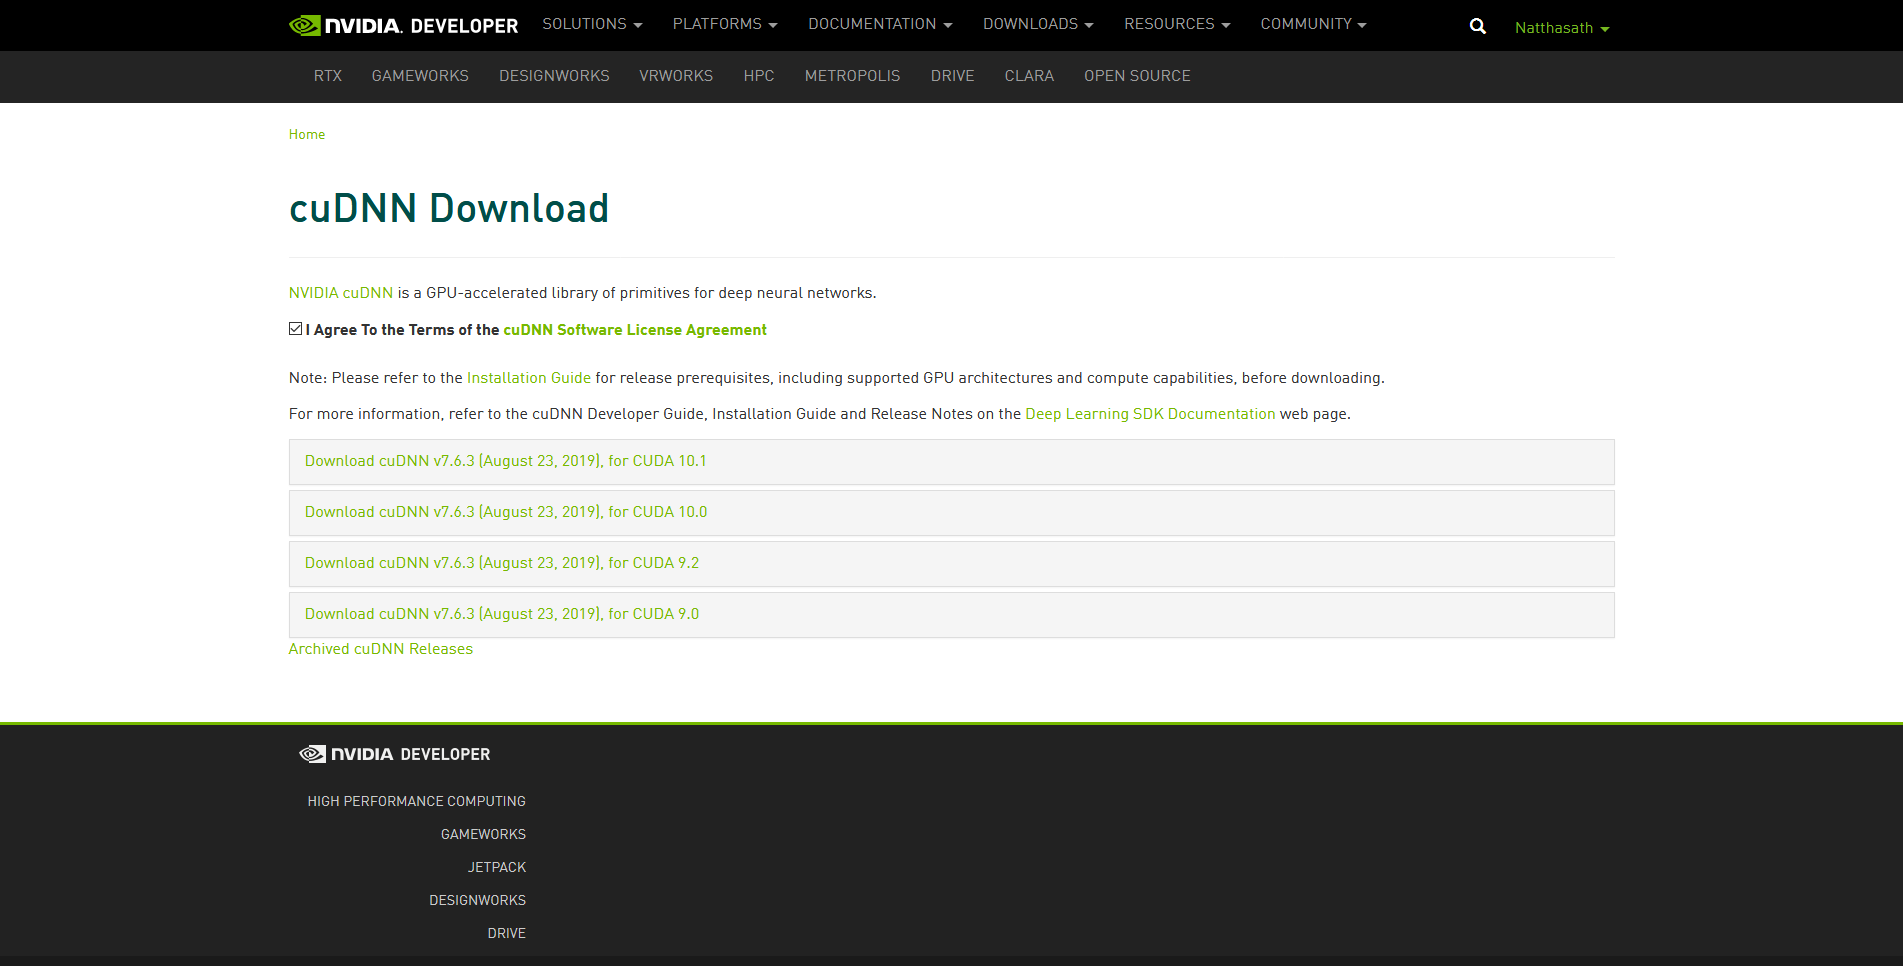 NVIDIA. DEVELOPER SOLUTIONS PLATFORMS DOCUMENTATION DOWNLOADS RESOURCES COMMUNITY Natthasath
RTX GAMEWORKS DESIGNWORKS VRWORKS HPC METROPOLIS DRIVE CLARA OPEN SOURCE
Home
cuDNN Download
NVIDIA cuDNN is a GPU-accelerated library of primitives for deep neural networks.
I Agree To the Terms of the cuDNN Software License Agreement
Note: Please refer to the Installation Guide for release prerequisites, including supported GPU architectures and compute capabilities, before downloading.
For more information, refer to the cuDNN Developer Guide, Installation Guide and Release Notes on the Deep Learning SDK Documentation web page.
Download cuDNN v7.6.3 (August 23, 2019), for CUDA 10.1
Download cuDNN v7.6.3 (August 23, 2019), for CUDA 10.0
Download cuDNN v7.6.3 (August 23, 2019), for CUDA 9.2
Download cuDNN v7.6.3 (August 23, 2019), for CUDA 9.0
Archived cuDNN Releases
NVIDIA DEVELOPER
HIGH PERFORMANCE COMPUTING
GAMEWORKS
JETPACK
DESIGNWORKS
DRIVE